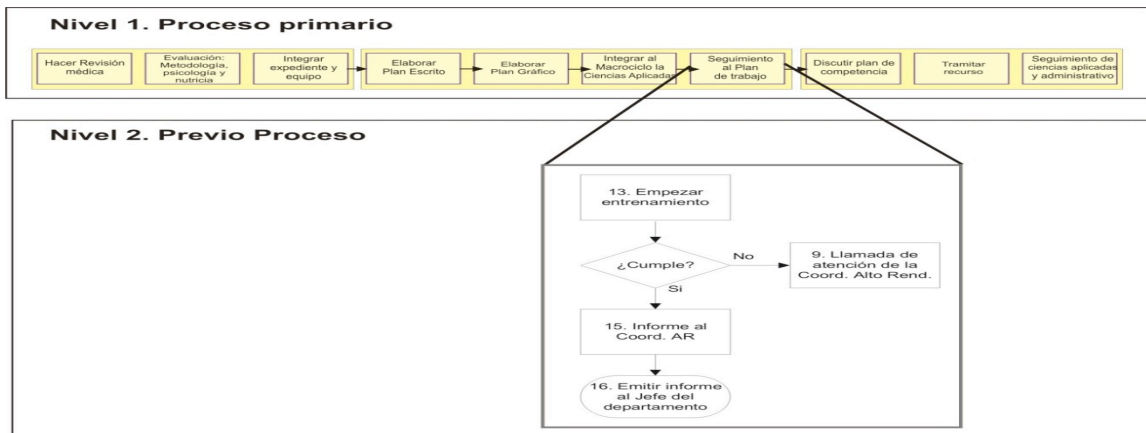 Nivel 1. Proceso primario
Hacer Revisión
médica
Evaluación:
Metodología,
psicología y
nutricia
Integrar
expediente y
equipo
Elaborar
Plan Escrito
Elaborar
Plan Gráfico
Integrar al
Macrociclo la
Ciencias Aplicadas
Seguimiento
al Plan
de trabajo
Discutir plan de
competencia
Tramitar
recurso
Seguimiento de
ciencias aplicadas
y administrativo
Nivel 2. Previo Proceso
13. Empezar
entrenamiento
¿Cumple?
No
9. Llamada de
atención de la
Coord. Alto Rend.
Si
15. Informe al
Coord. AR
16. Emitir informe
al Jefe del
departamento